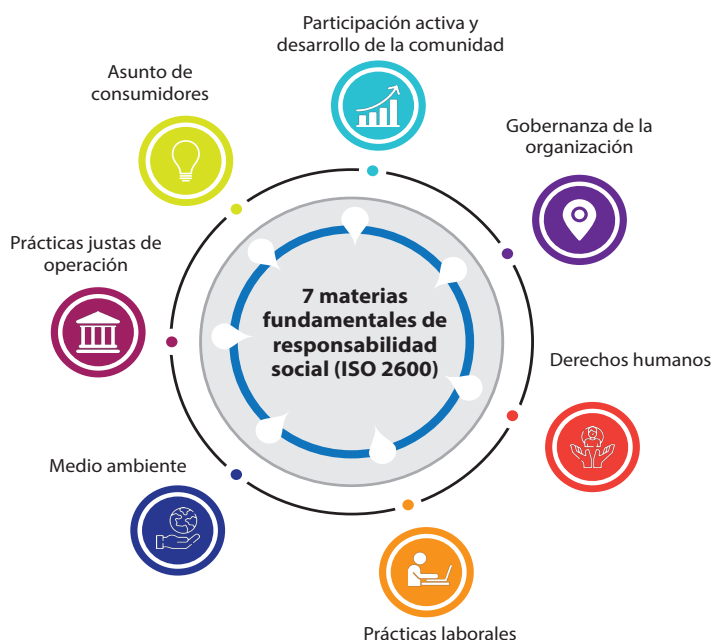 Participación activa y
desarrollo de la comunidad
Asunto de
consumidores
Gobernanza de la
organización
Prácticas justas de
operación
7 materias
fundamentales de
responsabilidad
social (ISO 2600)
Derechos humanos
Medio ambiente
Prácticas laborales